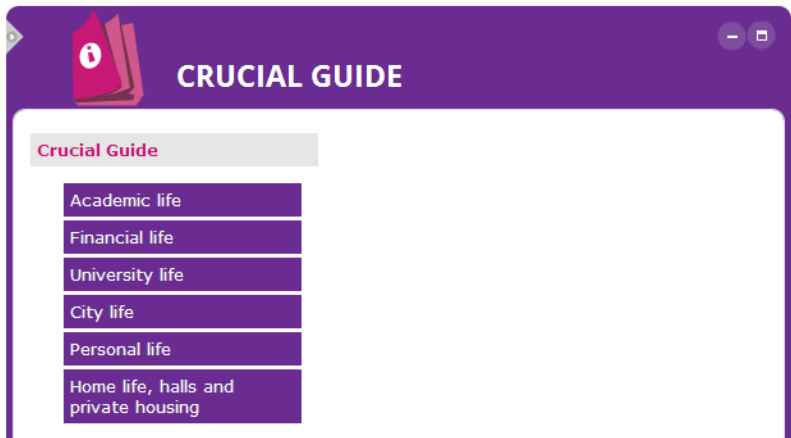 CRUCIAL GUIDE
Crucial Guide
Academic life
Financial life
University life
City life
Personal life
Home life, halls and
private housing